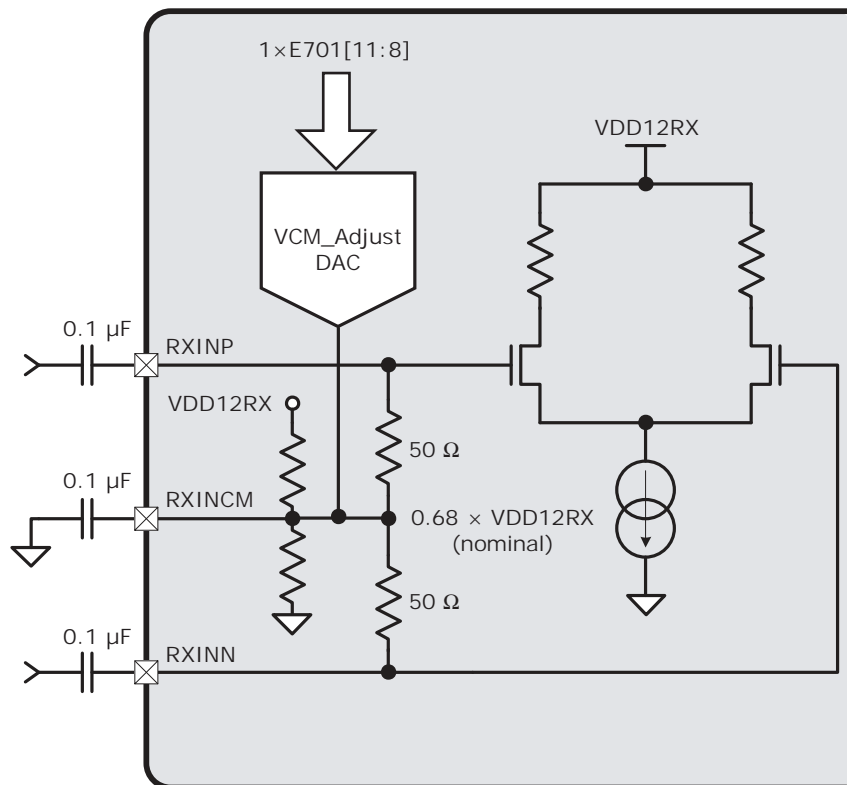 1×E701[11:8]
VDD12RX
VCM_Adjust
DAC
0.1 µF
RXINP
VDD12RX
50 Ω
0.1 µF
RXINCM
0.68 × VDD12RX
(nominal)
50 Ω
0.1 µF
RXINN